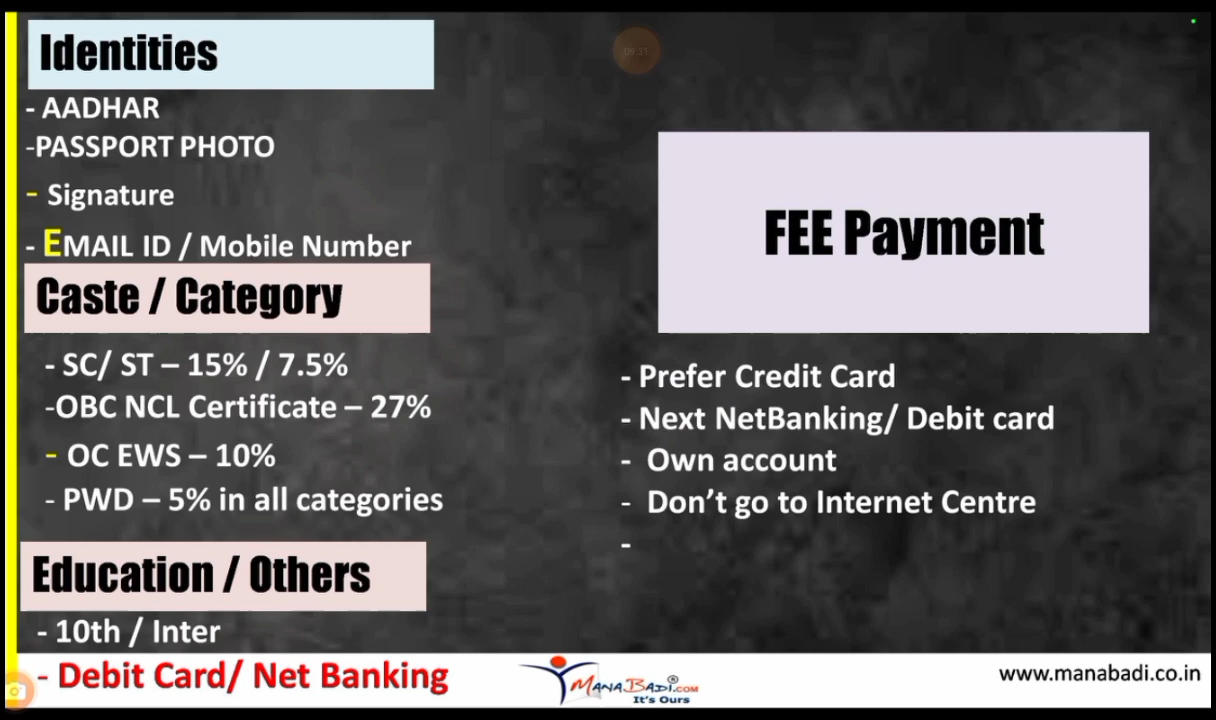 Identities
- AADHAR
-PASSPORT PHOTO
- Signature
- EMAIL ID / Mobile Number
Caste / Category
- SC/ ST – 15% / 7.5%
-OBC NCL Certificate – 27%
- OC EWS – 10%
- PWD – 5% in all categories
Education / Others
- 10th / Inter
- Debit Card/ Net Banking
09:31
FEE Payment
- Prefer Credit Card
- Next NetBanking/ Debit card
- Own account
- Don’t go to Internet Centre
-
MANABADI.COM®
It's Ours
www.manabadi.co.in